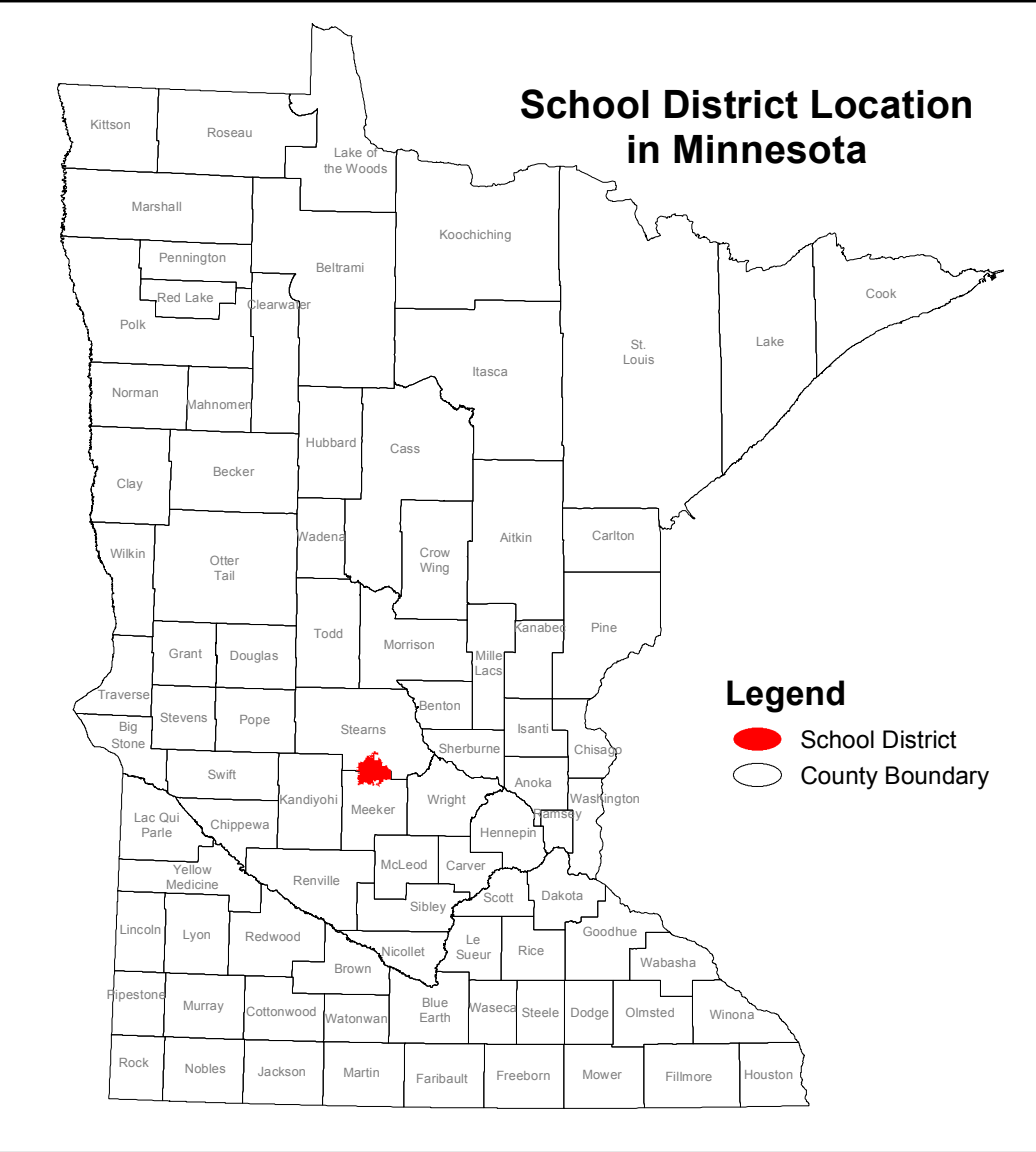 School District Location
in Minnesota
Kittson
Roseau
Lake of
the Woods
Marshall
Koochiching
Pennington
Beltrami
Red Lake
Clearwater
Cook
Polk
St.
Louis
Lake
Itasca
Norman
Mahnomen
Hubbard
Cass
Becker
Clay
Wadena
Aitkin
Carlton
Wilkin
Crow
Wing
Otter
Tail
Todd
Kanabec
Pine
Morrison
Grant
Douglas
Mille
Lacs
Traverse
Benton
Stevens
Pope
Stearns
Isanti
Big
Stone
Sherburne
Chisago
Swift
Anoka
Kandiyohi
Wright
Washington
Meeker
Ramsey
Lac Qui
Parle
Chippewa
Hennepin
McLeod
Carver
Yellow
Medicine
Renville
Scott
Dakota
Sibley
Lincoln
Lyon
Redwood
Le
Sueur
Rice
Goodhue
Nicollet
Brown
Wabasha
Pipestone
Murray
Cottonwood
Watonwan
Blue
Earth
Waseca
Steele
Dodge
Olmsted
Winona
Rock
Nobles
Jackson
Martin
Faribault
Freeborn
Mower
Fillmore
Houston
Legend
School District
County Boundary